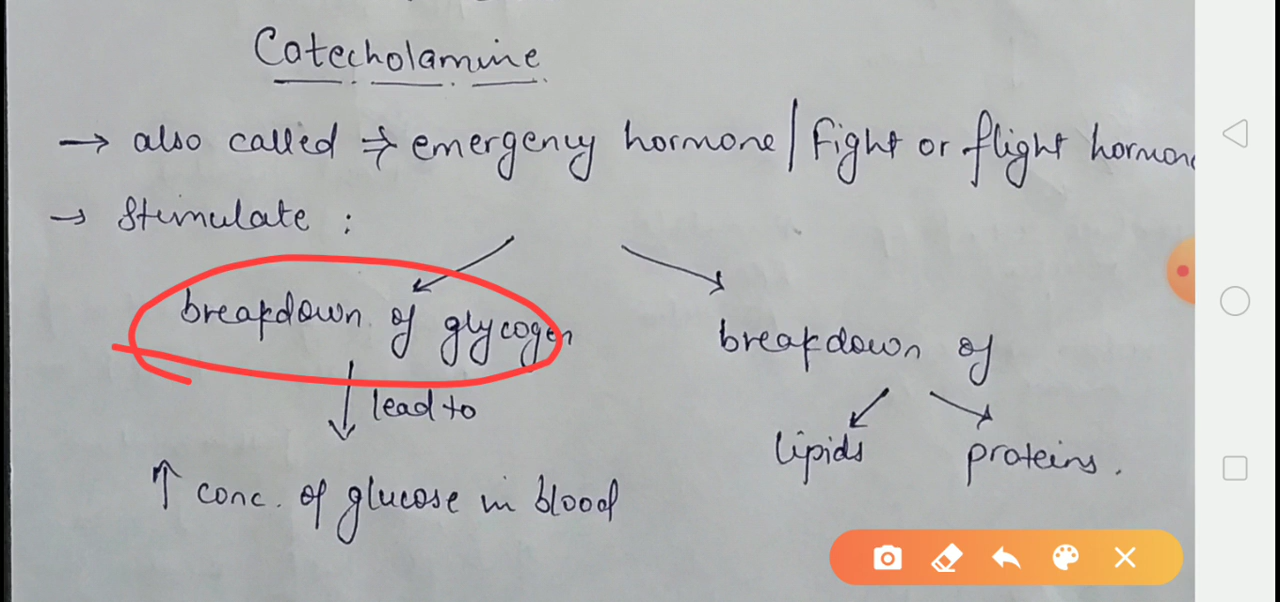 Catecholamine
→ also called ⇒ emergency hormone / Fight or flight hormone
→ Stimulate :
breakdown of glycogen
breakdown of
lead to
lipids proteins.
↑ conc. of glucose in blood